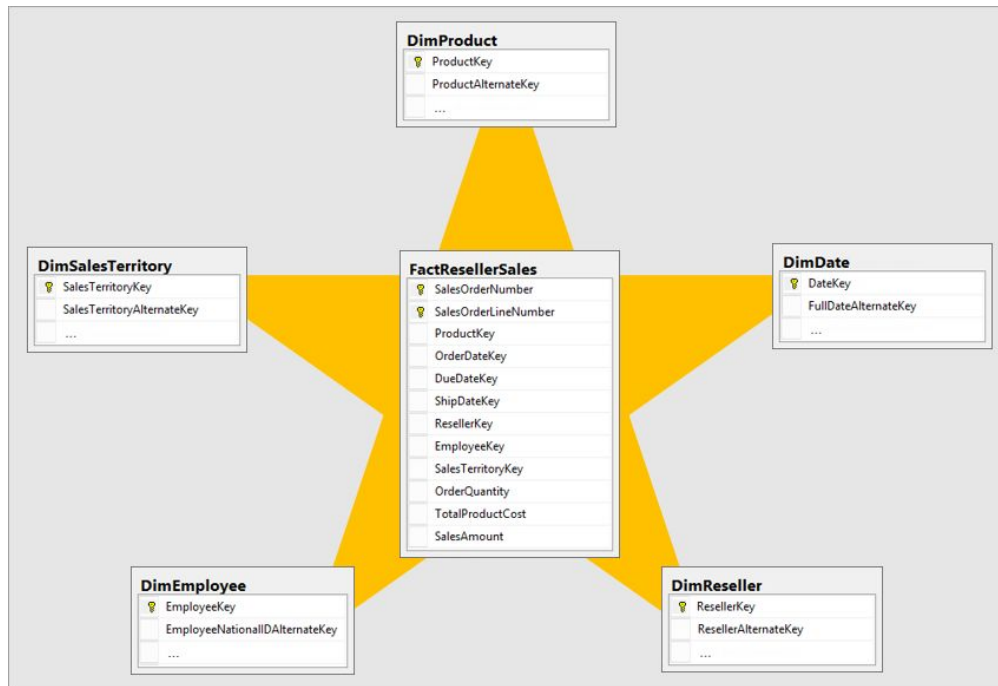 DimProduct
ProductKey
ProductAlternateKey
...
DimSalesTerritory
SalesTerritoryKey
SalesTerritoryAlternateKey
...
FactResellerSales
SalesOrderNumber
SalesOrderLineNumber
ProductKey
OrderDateKey
DueDateKey
ShipDateKey
ResellerKey
EmployeeKey
SalesTerritoryKey
OrderQuantity
TotalProductCost
SalesAmount
DimDate
DateKey
FullDateAlternateKey
...
DimEmployee
EmployeeKey
EmployeeNationalIDAlternateKey
...
DimReseller
ResellerKey
ResellerAlternateKey
...